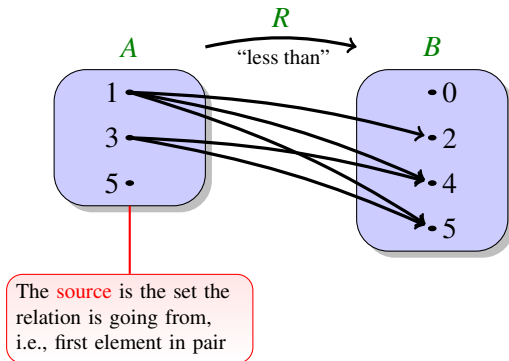 R
A
"less than"
B
1
0
3
2
5
4
5
The source is the set the
relation is going from,
i.e., first element in pair